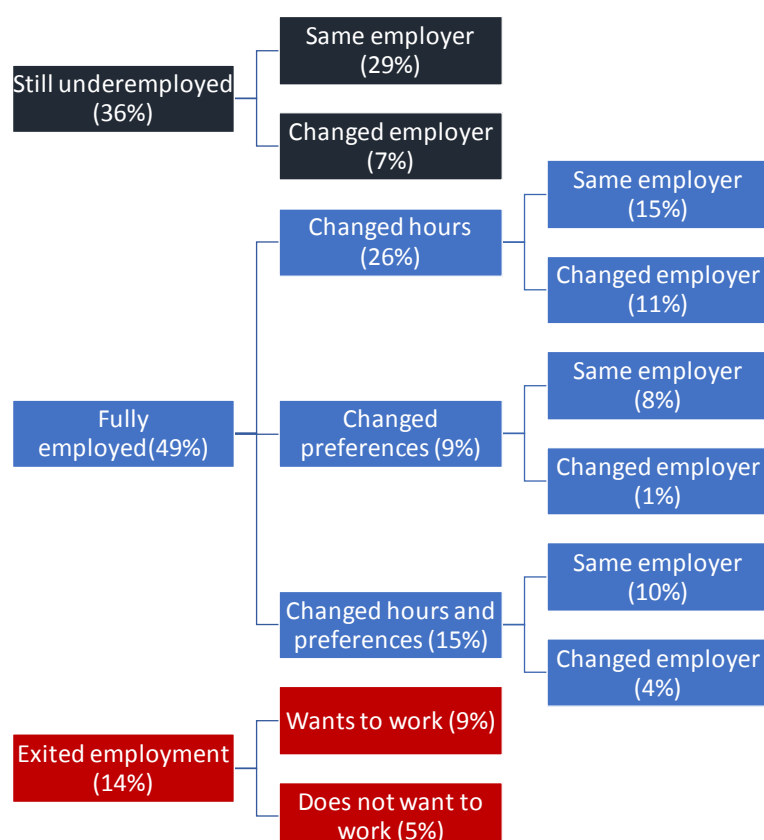 Still underemployed
(36%)
Same employer
(29%)
Changed employer
(7%)
Fully
employed(49%)
Changed hours
(26%)
Same employer
(15%)
Changed employer
(11%)
Changed
preferences (9%)
Same employer
(8%)
Changed employer
(1%)
Changed hours and
preferences (15%)
Same employer
(10%)
Changed employer
(4%)
Exited employment
(14%)
Wants to work (9%)
Does not want to
work (5%)